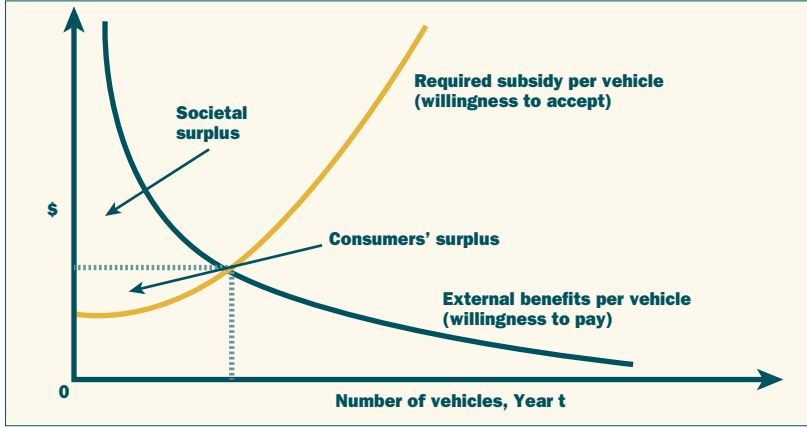 Required subsidy per vehicle
(willingness to accept)
Societal
surplus
$
Consumers’ surplus
External benefits per vehicle
(willingness to pay)
0
Number of vehicles, Year t